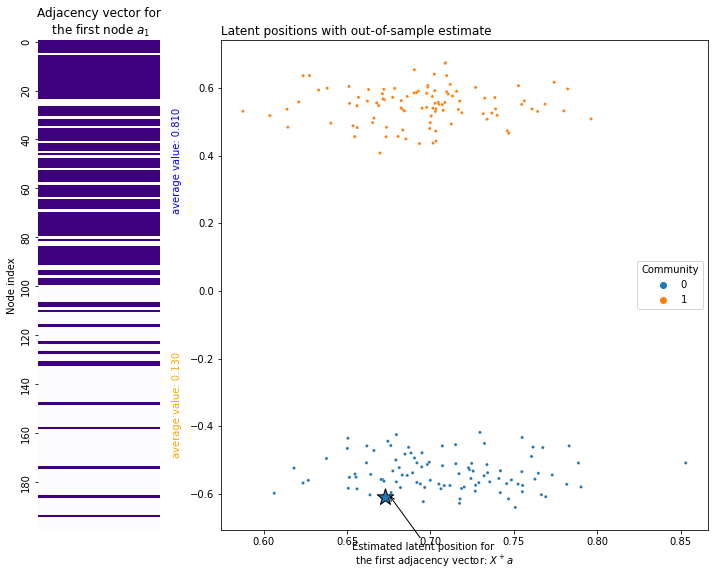 Adjacency vector for
the first node a₁
0
20
40
60
80
100
120
140
160
180
Node index
average value: 0.810
average value: 0.130
Latent positions with out-of-sample estimate
0.6
0.4
0.2
0.0
−0.2
−0.4
−0.6
0.60
0.65
0.70
0.75
0.80
0.85
Community
0
1
Estimated latent position for
the first adjacency vector: X⁺a